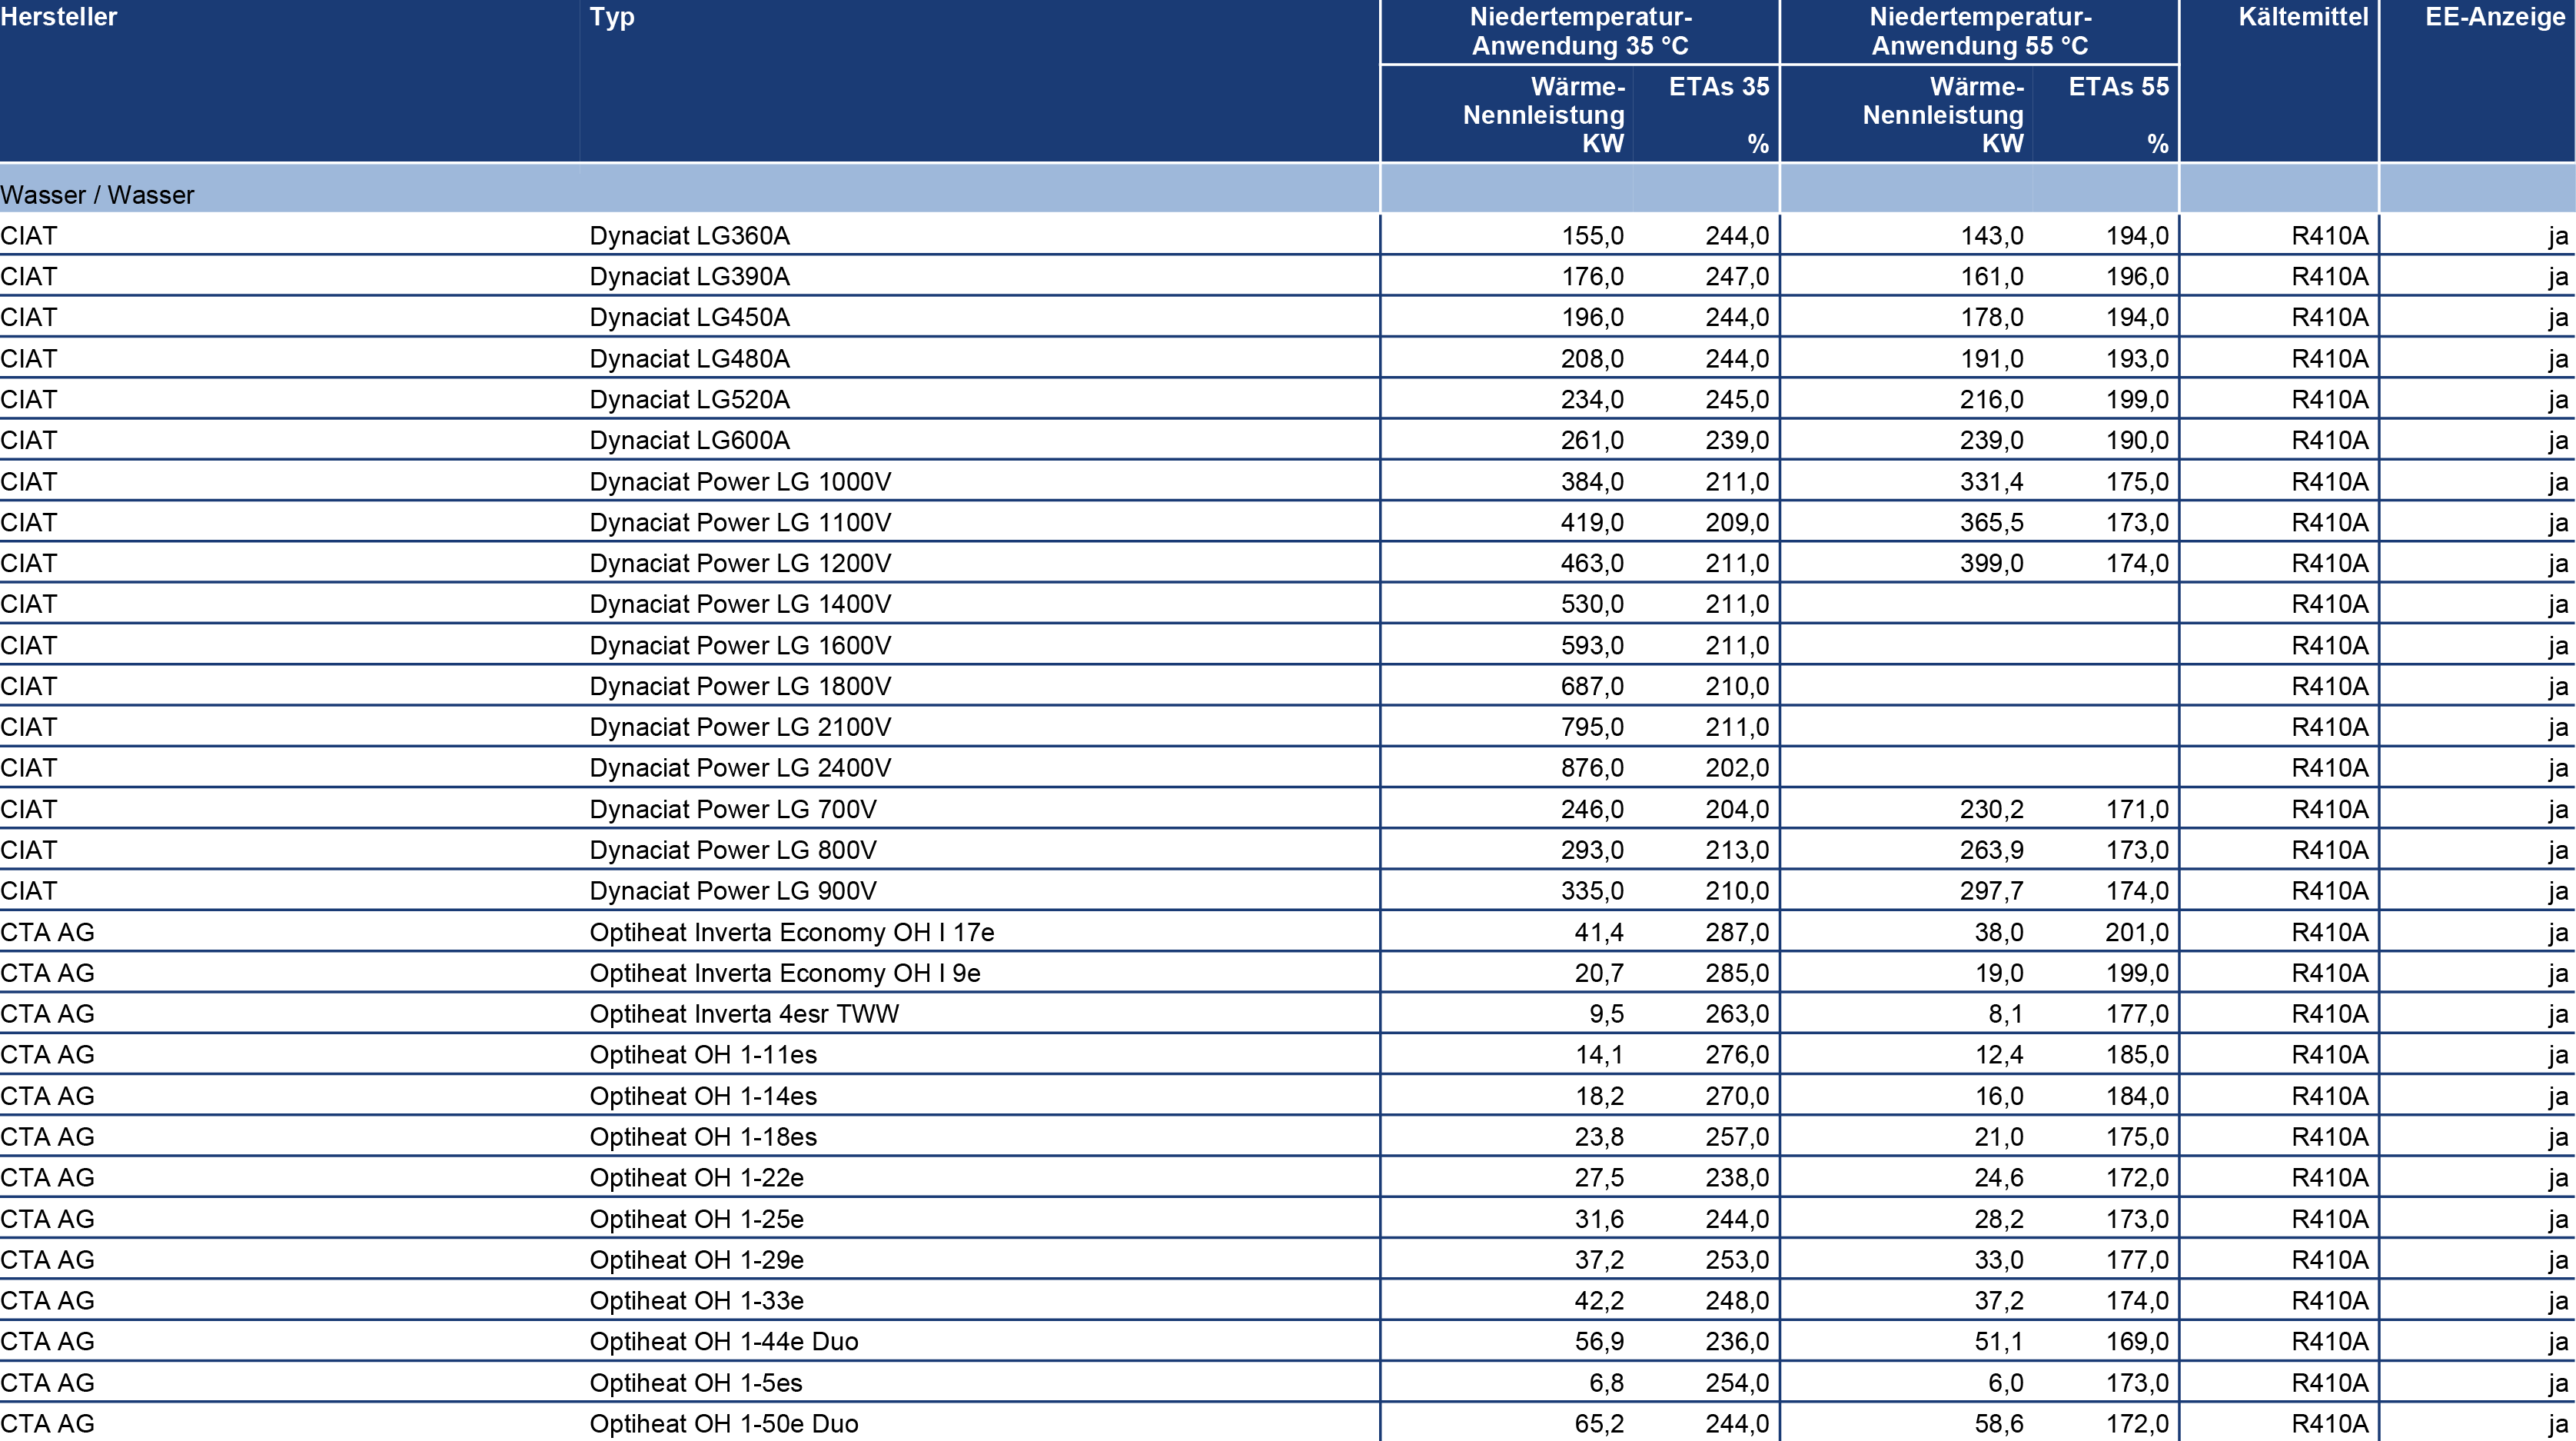 Hersteller Typ Niedertemperatur- Niedertemperatur- Kältemittel EE-Anzeige
Anwendung 35 °C Anwendung 55 °C
Wärme- ETAs 35 Wärme- ETAs 55
Nennleistung Nennleistung
KW % KW %
Wasser / Wasser
CIAT Dynaciat LG360A 155,0 244,0 143,0 194,0 R410A ja
CIAT Dynaciat LG390A 176,0 247,0 161,0 196,0 R410A ja
CIAT Dynaciat LG450A 196,0 244,0 178,0 194,0 R410A ja
CIAT Dynaciat LG480A 208,0 244,0 191,0 193,0 R410A ja
CIAT Dynaciat LG520A 234,0 245,0 216,0 199,0 R410A ja
CIAT Dynaciat LG600A 261,0 239,0 239,0 190,0 R410A ja
CIAT Dynaciat Power LG 1000V 384,0 211,0 331,4 175,0 R410A ja
CIAT Dynaciat Power LG 1100V 419,0 209,0 365,5 173,0 R410A ja
CIAT Dynaciat Power LG 1200V 463,0 211,0 399,0 174,0 R410A ja
CIAT Dynaciat Power LG 1400V 530,0 211,0 R410A ja
CIAT Dynaciat Power LG 1600V 593,0 211,0 R410A ja
CIAT Dynaciat Power LG 1800V 687,0 210,0 R410A ja
CIAT Dynaciat Power LG 2100V 795,0 211,0 R410A ja
CIAT Dynaciat Power LG 2400V 876,0 202,0 R410A ja
CIAT Dynaciat Power LG 700V 246,0 204,0 230,2 171,0 R410A ja
CIAT Dynaciat Power LG 800V 293,0 213,0 263,9 173,0 R410A ja
CIAT Dynaciat Power LG 900V 335,0 210,0 297,7 174,0 R410A ja
CTA AG Optiheat Inverta Economy OH I 17e 41,4 287,0 38,0 201,0 R410A ja
CTA AG Optiheat Inverta Economy OH I 9e 20,7 285,0 19,0 199,0 R410A ja
CTA AG Optiheat Inverta 4esr TWW 9,5 263,0 8,1 177,0 R410A ja
CTA AG Optiheat OH 1-11es 14,1 276,0 12,4 185,0 R410A ja
CTA AG Optiheat OH 1-14es 18,2 270,0 16,0 184,0 R410A ja
CTA AG Optiheat OH 1-18es 23,8 257,0 21,0 175,0 R410A ja
CTA AG Optiheat OH 1-22e 27,5 238,0 24,6 172,0 R410A ja
CTA AG Optiheat OH 1-25e 31,6 244,0 28,2 173,0 R410A ja
CTA AG Optiheat OH 1-29e 37,2 253,0 33,0 177,0 R410A ja
CTA AG Optiheat OH 1-33e 42,2 248,0 37,2 174,0 R410A ja
CTA AG Optiheat OH 1-44e Duo 56,9 236,0 51,1 169,0 R410A ja
CTA AG Optiheat OH 1-5es 6,8 254,0 6,0 173,0 R410A ja
CTA AG Optiheat OH 1-50e Duo 65,2 244,0 58,6 172,0 R410A ja